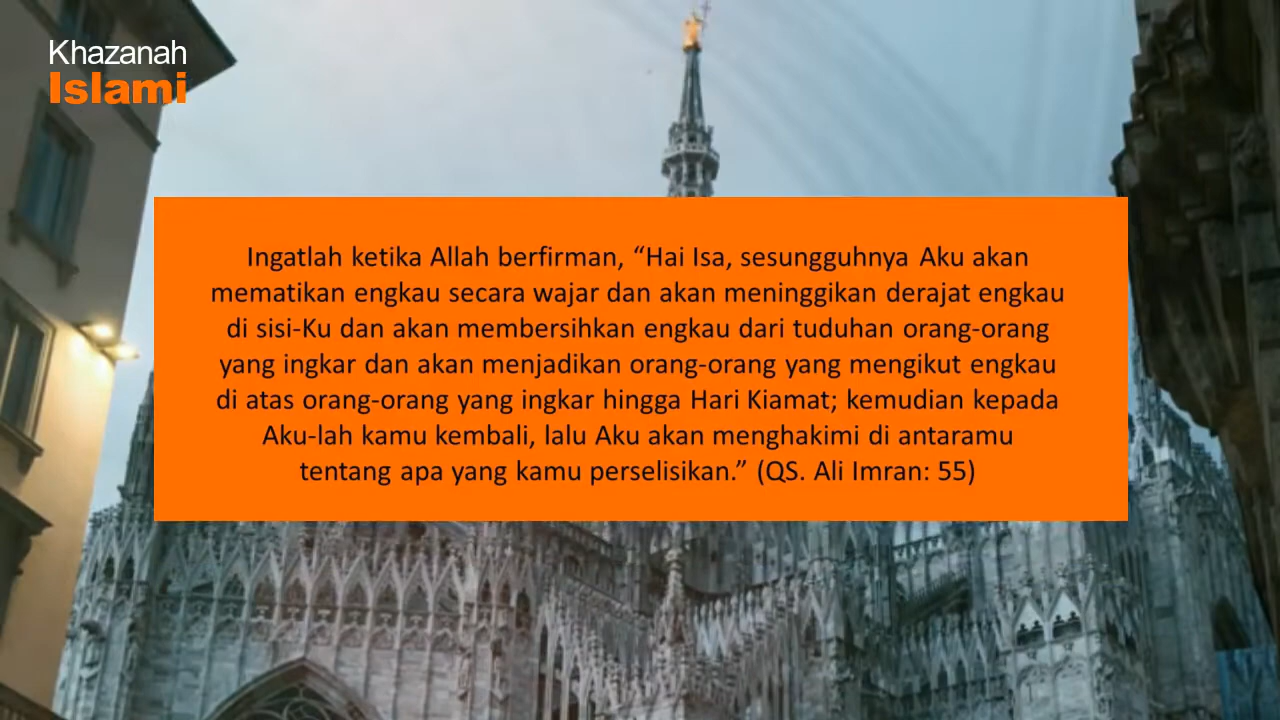 Khazanah
Islami
Ingatlah ketika Allah berfirman, “Hai Isa, sesungguhnya Aku akan
mematikan engkau secara wajar dan akan meninggikan derajat engkau
di sisi-Ku dan akan membersihkan engkau dari tuduhan orang-orang
yang ingkar dan akan menjadikan orang-orang yang mengikut engkau
di atas orang-orang yang ingkar hingga Hari Kiamat; kemudian kepada
Aku-lah kamu kembali, lalu Aku akan menghakimi di antaramu
tentang apa yang kamu perselisikan.” (QS. Ali Imran: 55)